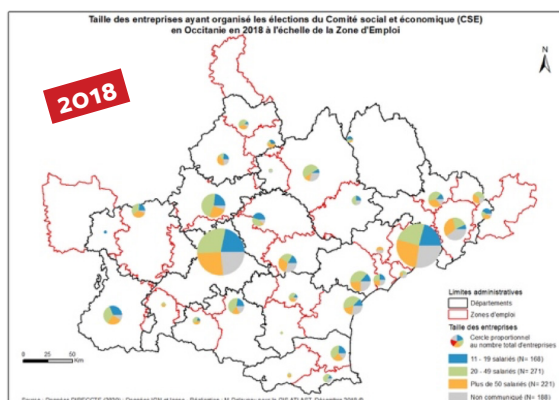 Taille des entreprises ayant organisé les élections du Comité social et économique (CSE)
en Occitanie en 2018 à l'échelle de la Zone d'Emploi
2018
N
Limites administratives
Départements
Zones d'emploi
Taille des entreprises
Cercle proportionnel
au nombre total d'entreprises
11 - 19 salariés (N= 168)
20 - 49 salariés (N= 271)
Plus de 50 salariés (N= 221)
Non communiqué (N= 188)
0 25 50
Km